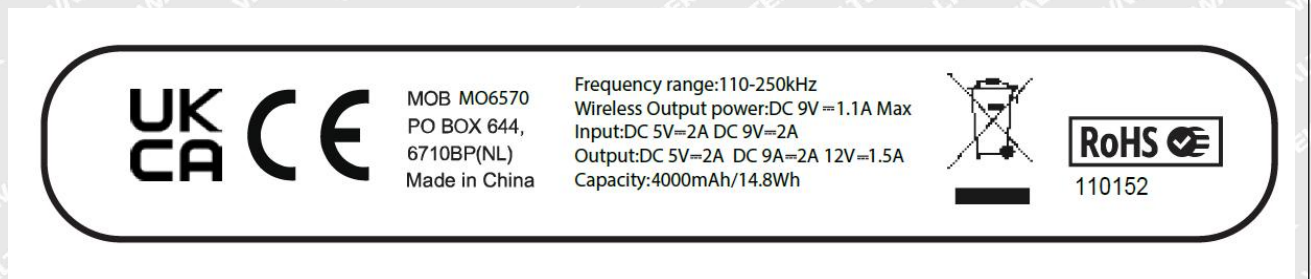 UK
CA
CE
MOB MO6570
PO BOX 644,
6710BP(NL)
Made in China
Frequency range:110-250kHz
Wireless Output power:DC 9V⎓1.1A Max
Input:DC 5V⎓2A DC 9V⎓2A
Output:DC 5V⎓2A DC 9A⎓2A 12V⎓1.5A
Capacity:4000mAh/14.8Wh
RoHS
110152